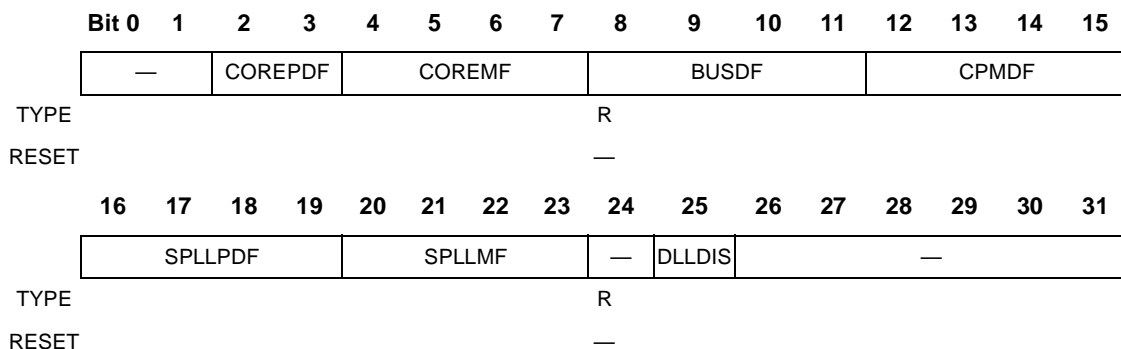 Bit 0 1 2 3 4 5 6 7 8 9 10 11 12 13 14 15
— COREPDF COREMF BUSDF CPMDF
TYPE R
RESET —
16 17 18 19 20 21 22 23 24 25 26 27 28 29 30 31
SPLLPDF SPLLMF — DLLDIS —
TYPE R
RESET —